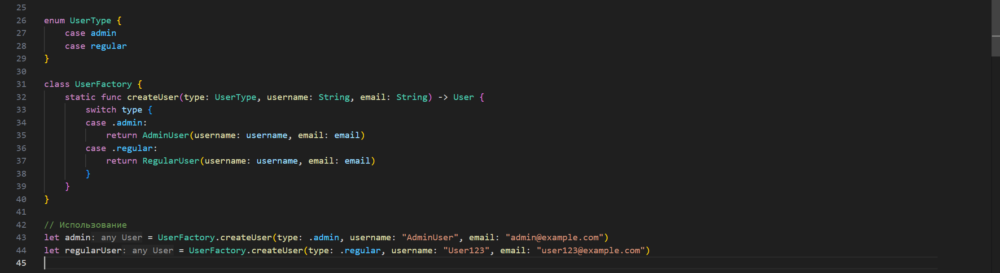 25
26 enum UserType {
27     case admin
28     case regular
29 }
30
31 class UserFactory {
32     static func createUser(type: UserType, username: String, email: String) -> User {
33         switch type {
34         case .admin:
35             return AdminUser(username: username, email: email)
36         case .regular:
37             return RegularUser(username: username, email: email)
38         }
39     }
40 }
41
42 // Использование
43 let admin: any User = UserFactory.createUser(type: .admin, username: "AdminUser", email: "admin@example.com")
44 let regularUser: any User = UserFactory.createUser(type: .regular, username: "User123", email: "user123@example.com")
45